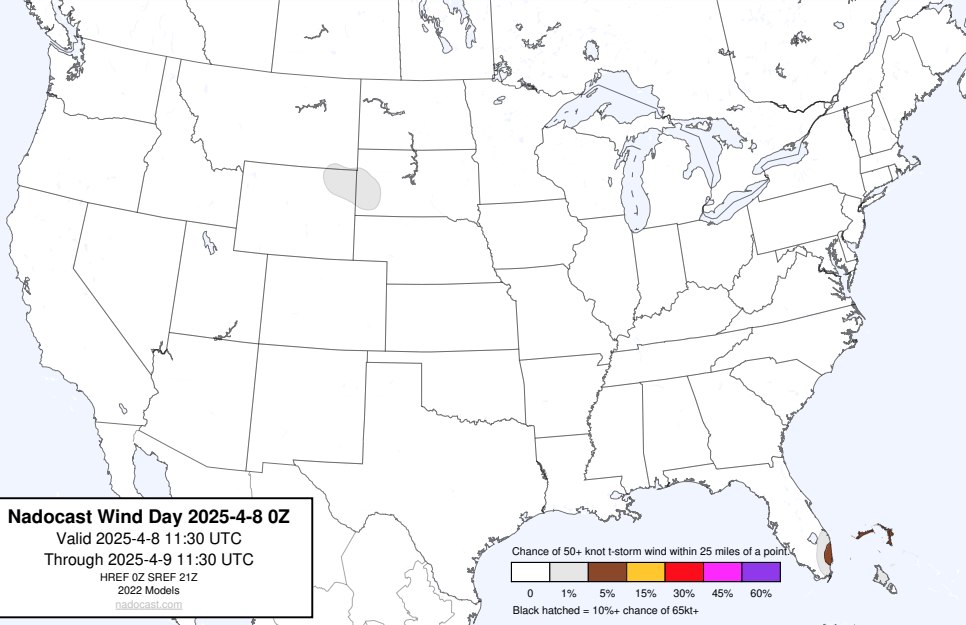 Nadocast Wind Day 2025-4-8 0Z
Valid 2025-4-8 11:30 UTC
Through 2025-4-9 11:30 UTC
HREF 0Z SREF 21Z
2022 Models
nadocast.com
Chance of 50+ knot t-storm wind within 25 miles of a point.
0 1% 5% 15% 30% 45% 60%
Black hatched = 10%+ chance of 65kt+